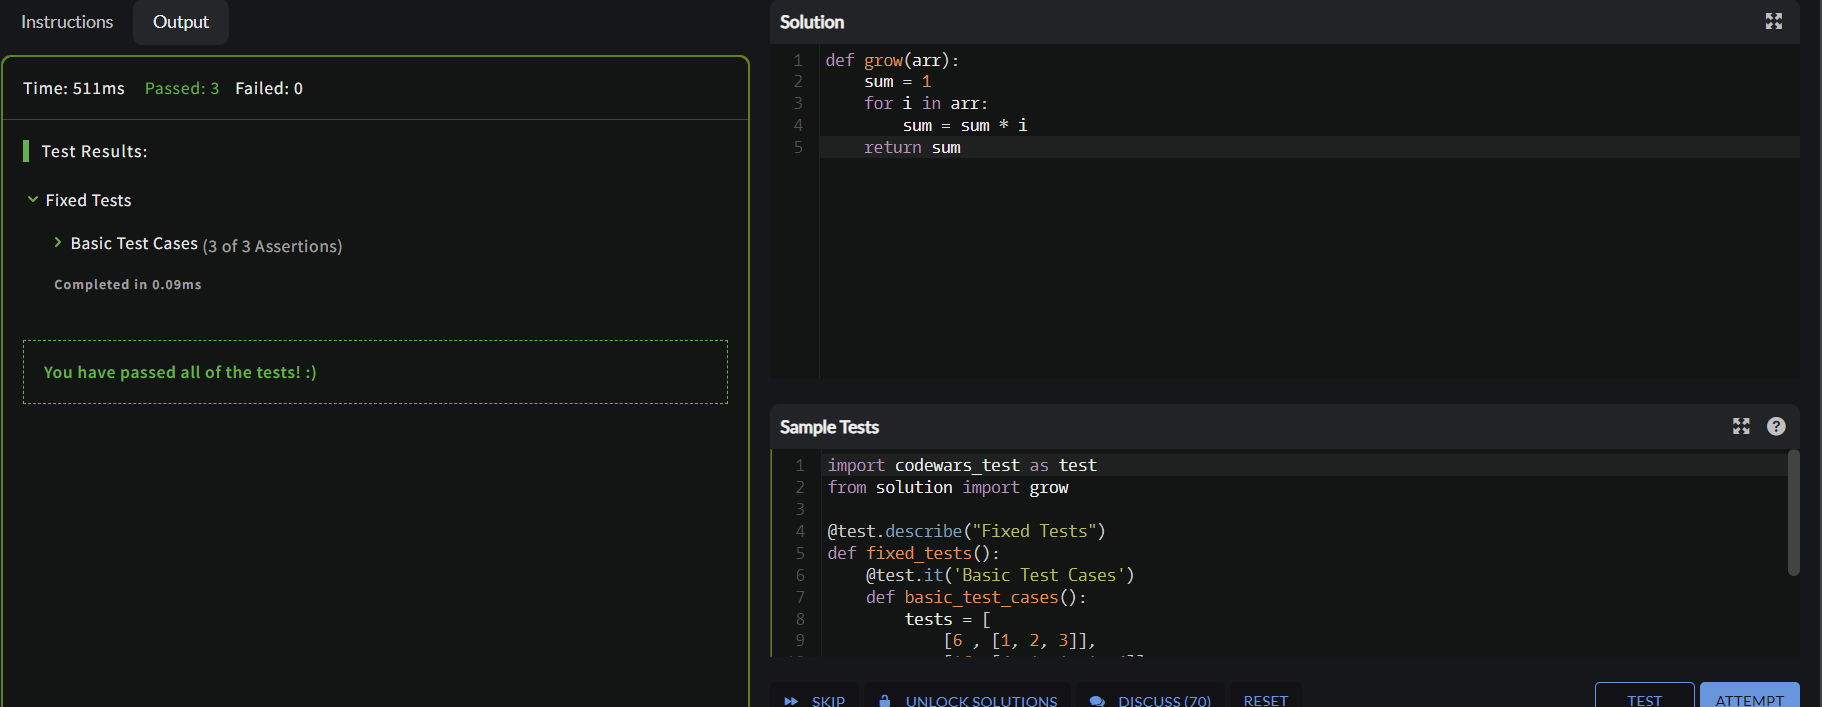 Instructions Output
Time: 511ms Passed: 3 Failed: 0
Test Results:
Fixed Tests
Basic Test Cases (3 of 3 Assertions)
Completed in 0.09ms
You have passed all of the tests! :)
Solution
1 def grow(arr):
2 sum = 1
3 for i in arr:
4 sum = sum * i
5 return sum
Sample Tests
1 import codewars_test as test
2 from solution import grow
3
4 @test.describe("Fixed Tests")
5 def fixed_tests():
6 @test.it('Basic Test Cases')
7 def basic_test_cases():
8 tests = [
9 [6 , [1, 2, 3]],
SKIP UNLOCK SOLUTIONS DISCUSS (70) RESET TEST ATTEMPT